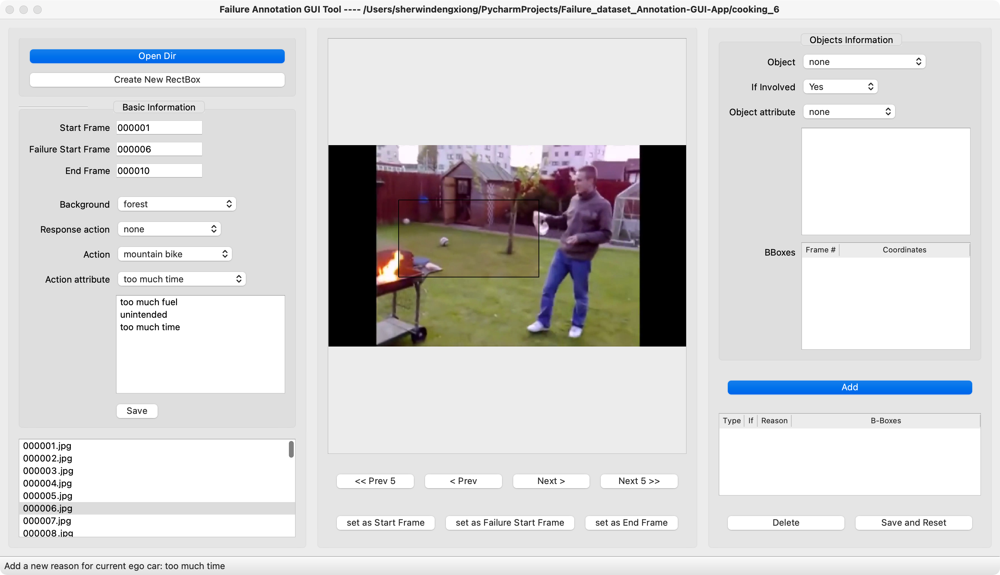 Failure Annotation GUI Tool ---- /Users/sherwindengxiong/PycharmProjects/Failure_dataset_Annotation-GUI-App/cooking_6
Open Dir
Create New RectBox
Basic Information
Start Frame 000001
Failure Start Frame 000006
End Frame 000010
Background forest
Response action none
Action mountain bike
Action attribute too much time
too much fuel
unintended
too much time
Save
000001.jpg
000002.jpg
000003.jpg
000004.jpg
000005.jpg
000006.jpg
000007.jpg
000008.jpg
<< Prev 5 < Prev Next > Next 5 >>
set as Start Frame set as Failure Start Frame set as End Frame
Objects Information
Object none
If Involved Yes
Object attribute none
BBoxes Frame # Coordinates
Add
Type If Reason B-Boxes
Delete Save and Reset
Add a new reason for current ego car: too much time